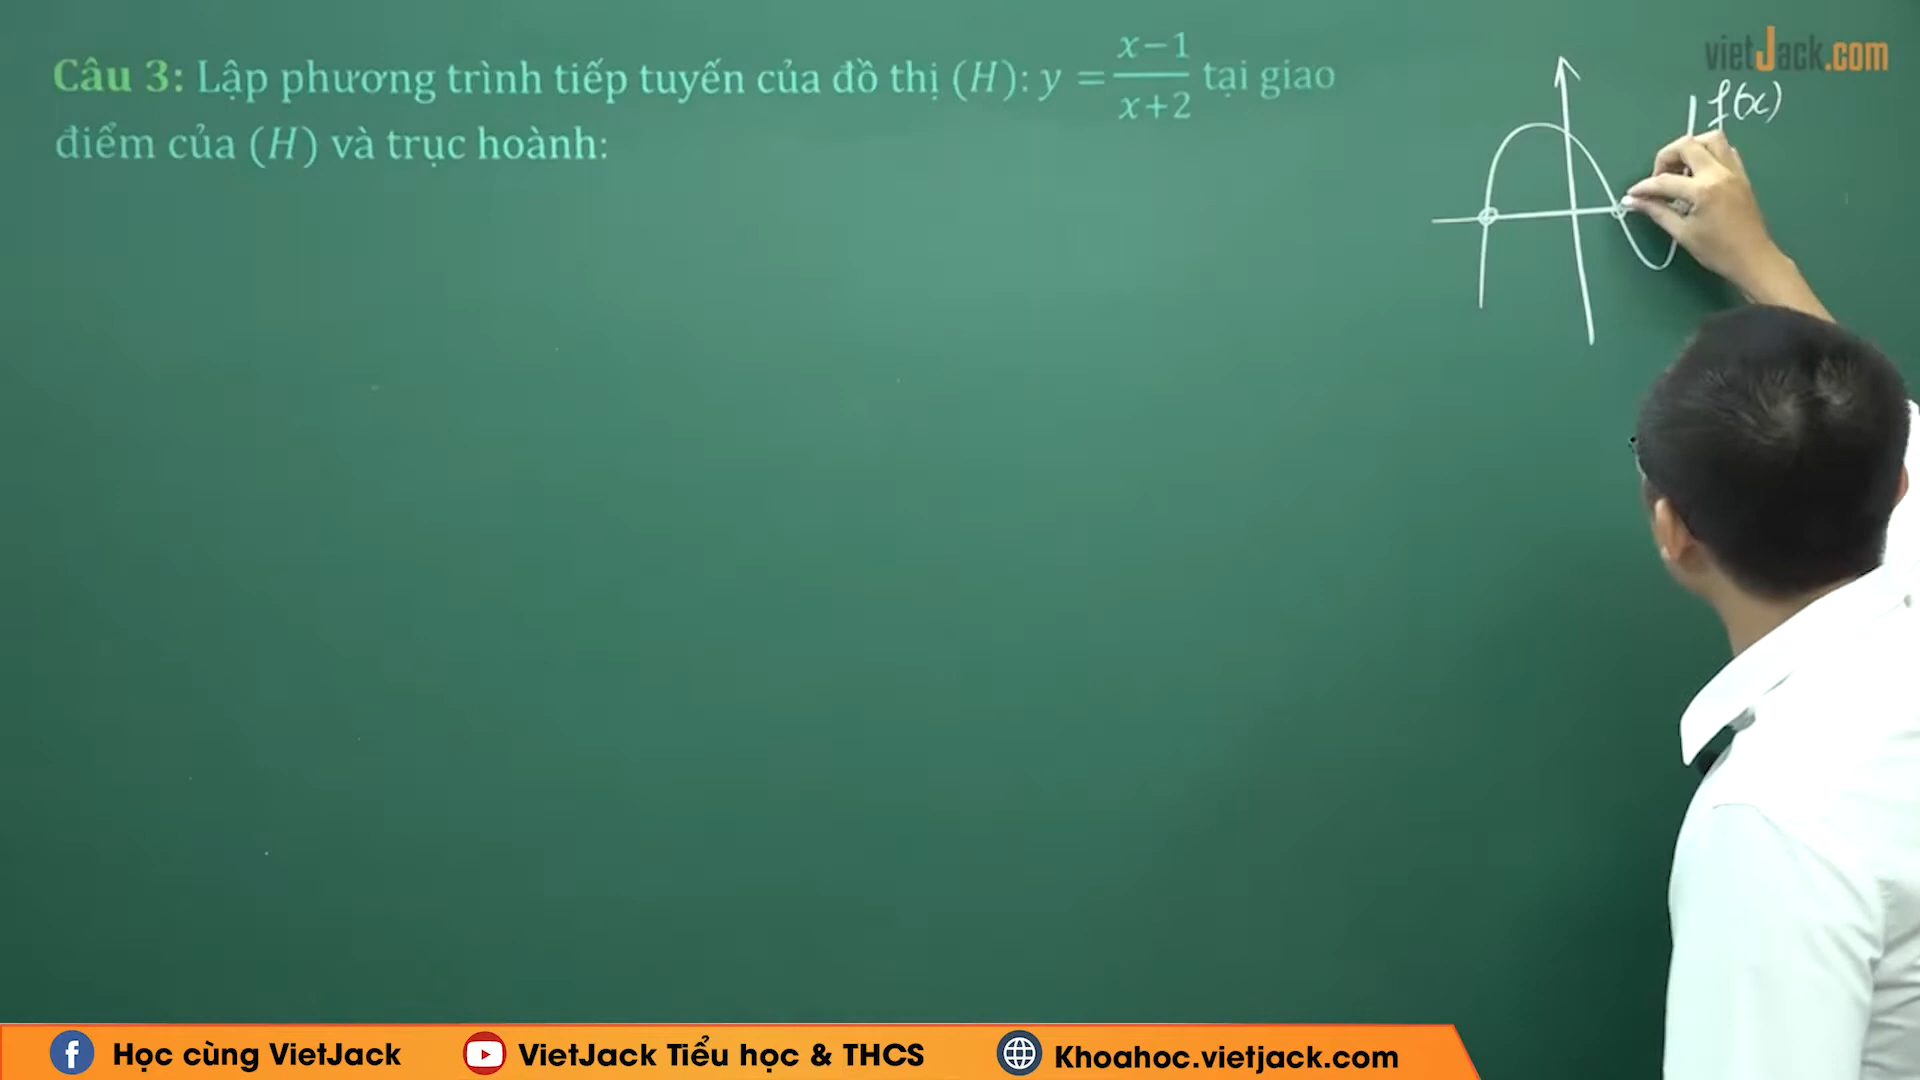 Câu 3: Lập phương trình tiếp tuyến của đồ thị (H): y = \frac{x-1}{x+2} tại giao
điểm của (H) và trục hoành:
vietJack.com
f(x)
Học cùng VietJack
VietJack Tiểu học & THCS
Khoahoc.vietjack.com